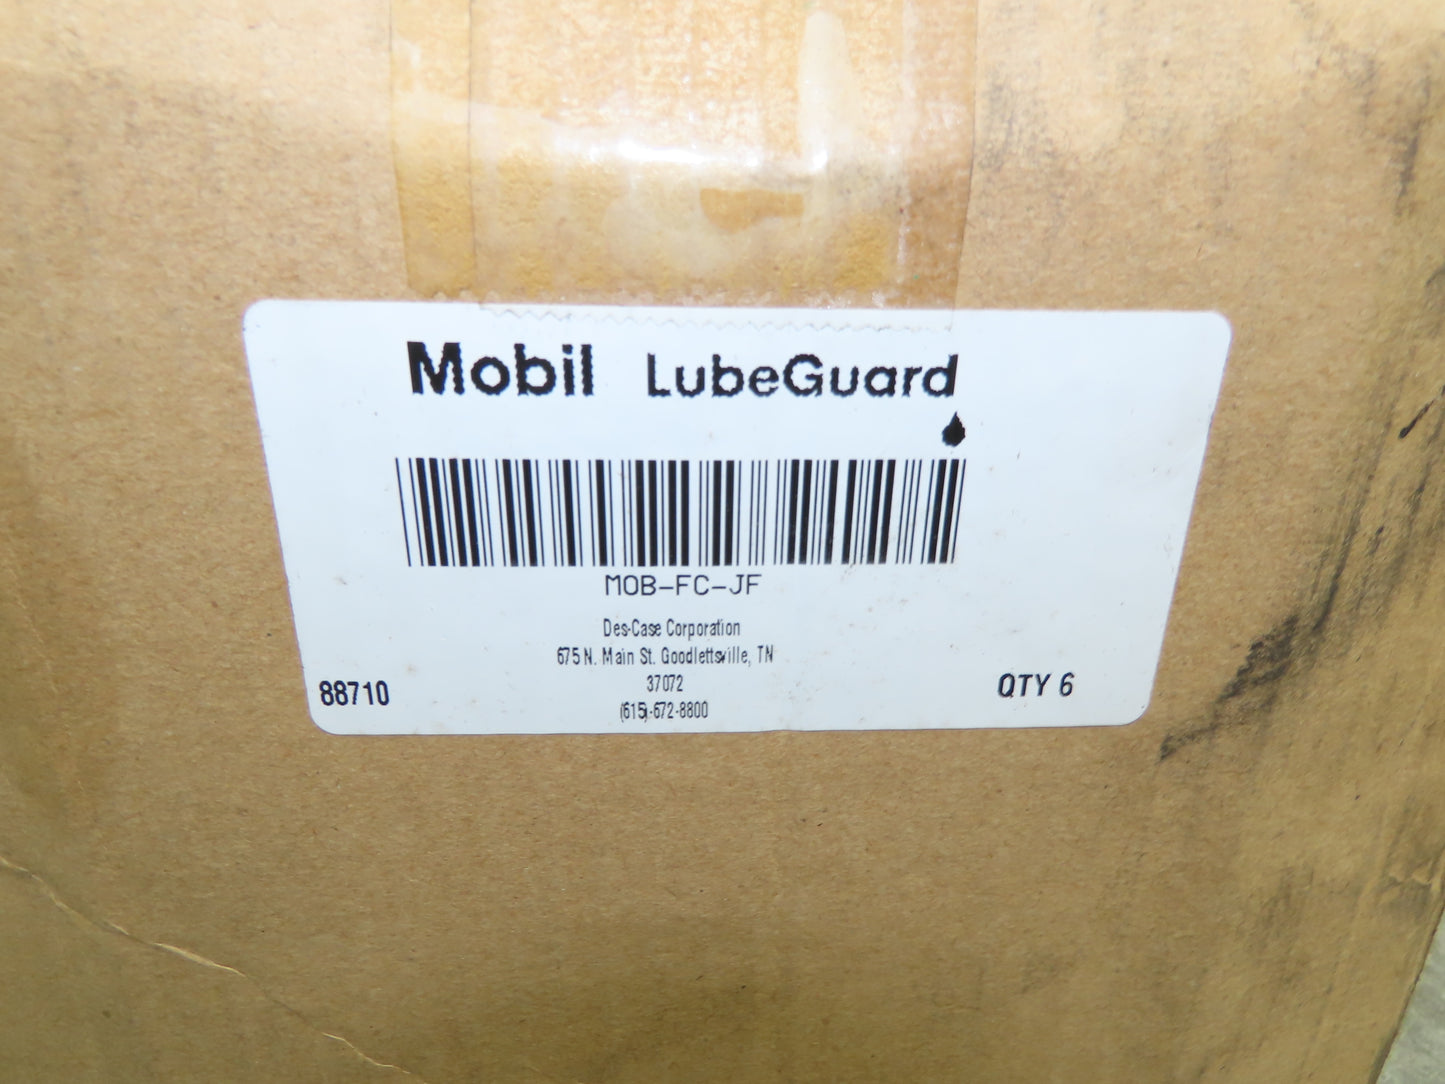 Mobil LubeGuard
MOB-FC-JF
Des-Case Corporation
675 N. Main St. Goodlettsville, TN
37072
(615)-672-8800
88710
QTY 6